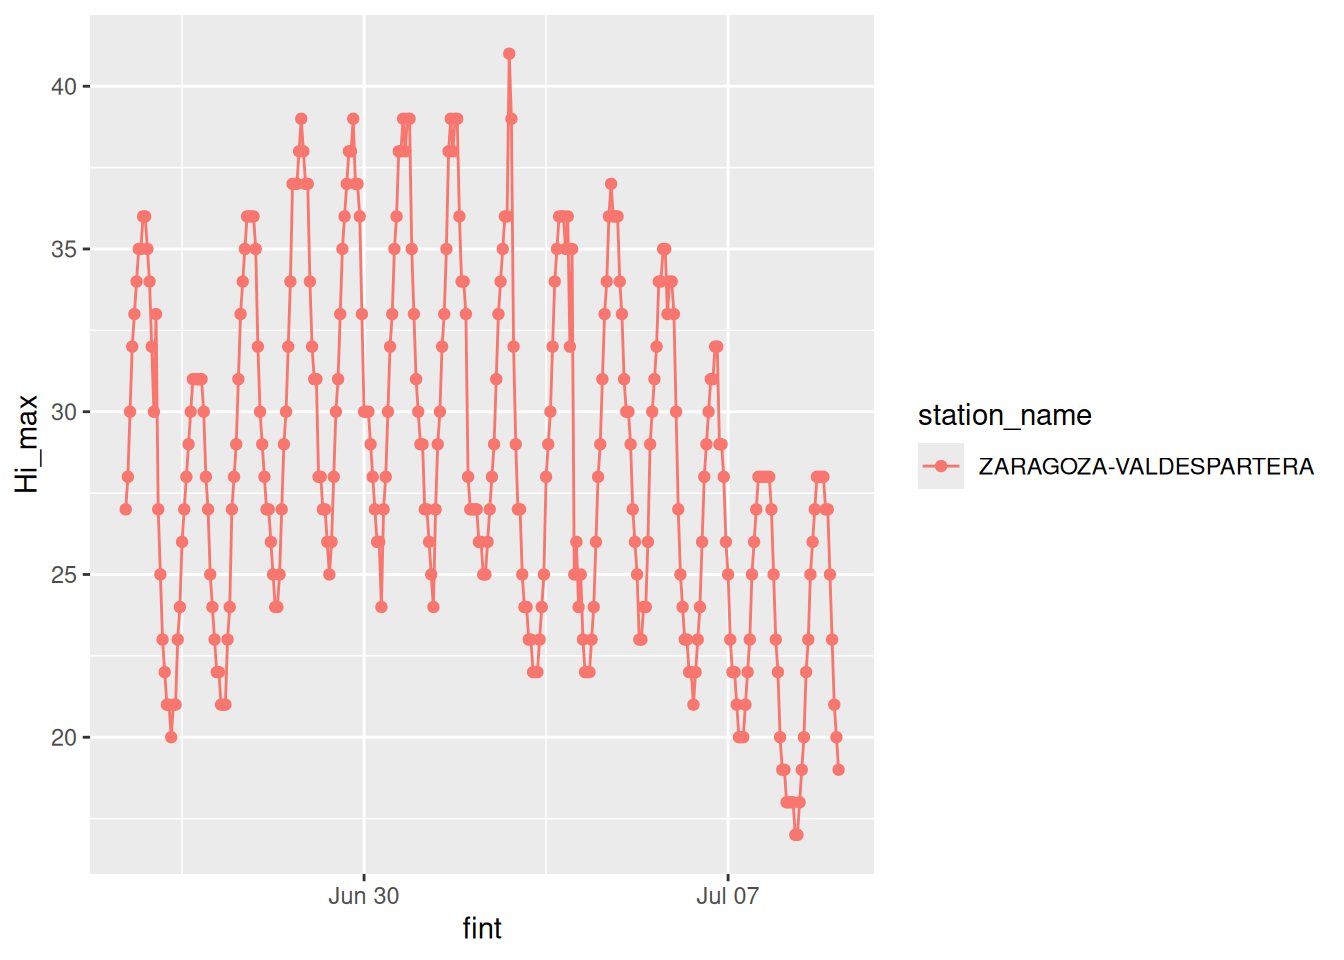 40
35
30
25
20
Hi_max
Jun 30
Jul 07
fint
station_name
ZARAGOZA-VALDESPARTERA